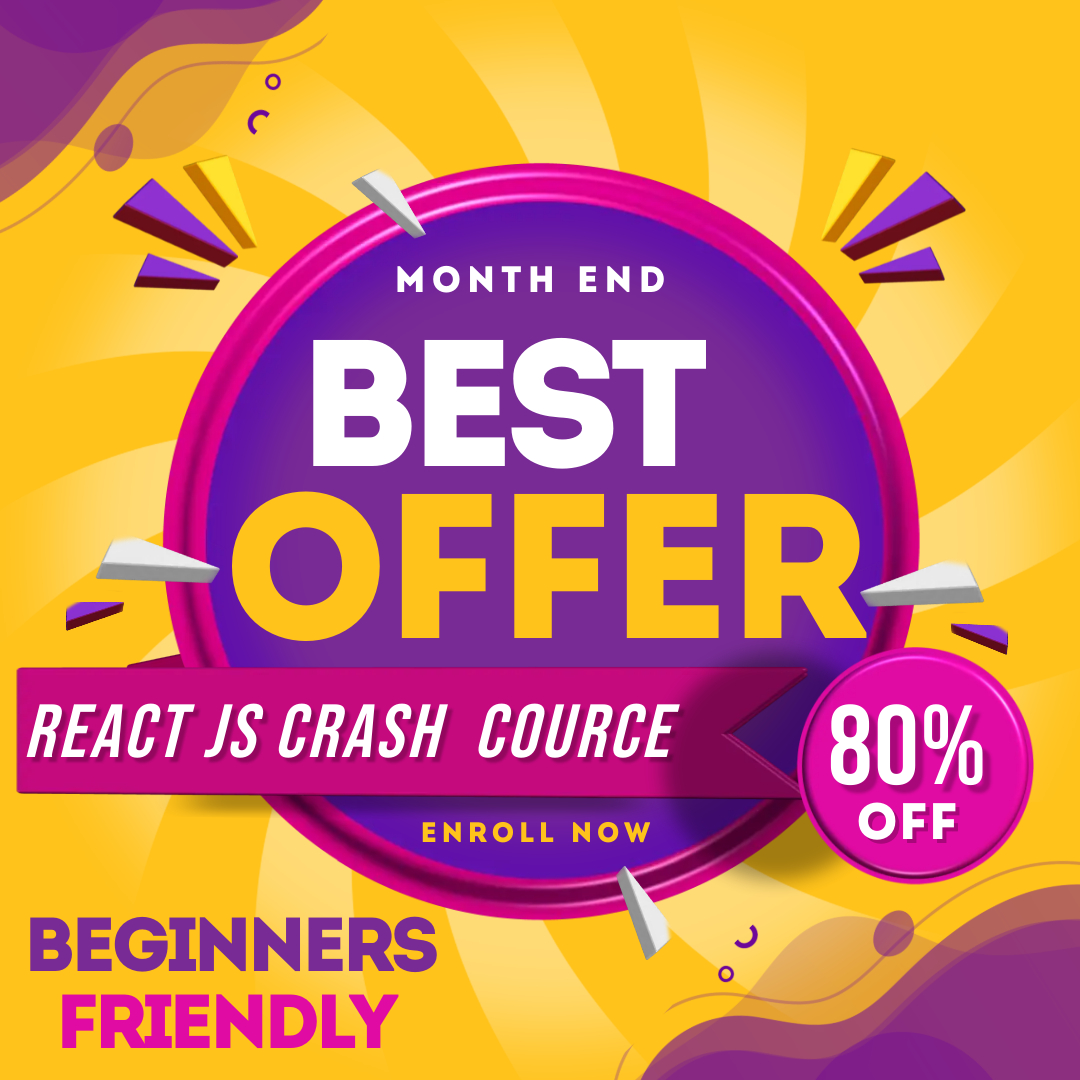 MONTH END
BEST
OFFER
REACT JS CRASH COURCE
80%
OFF
ENROLL NOW
BEGINNERS
FRIENDLY